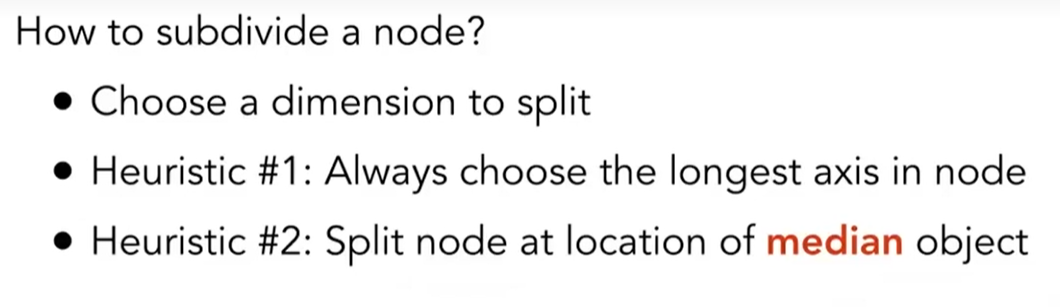 How to subdivide a node?
• Choose a dimension to split
• Heuristic #1: Always choose the longest axis in node
• Heuristic #2: Split node at location of median object